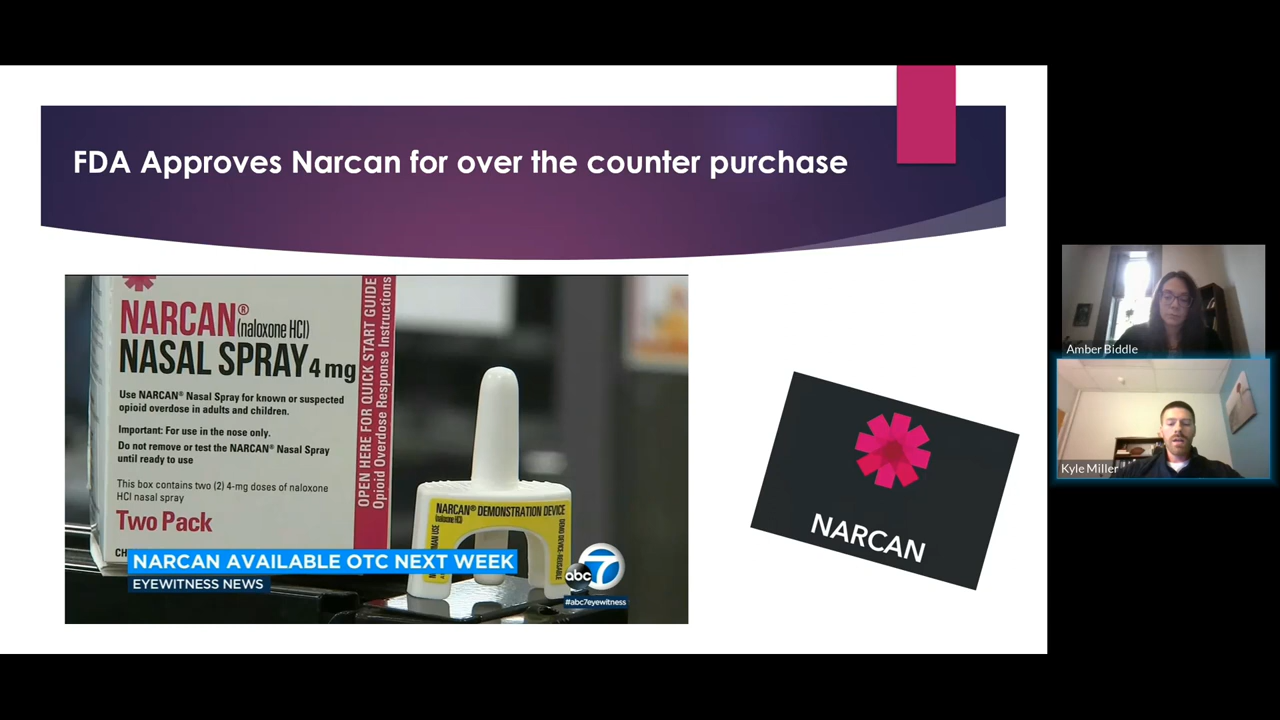 FDA Approves Narcan for over the counter purchase
NARCAN®
(naloxone HCl)
NASAL SPRAY 4 mg
Use NARCAN® Nasal Spray for known or suspected
opioid overdose in adults and children.
Important: For use in the nose only.
Do not remove or test the NARCAN® Nasal Spray
until ready to use
This box contains two (2) 4-mg doses of naloxone
HCl nasal spray
Two Pack
OPEN HERE FOR QUICK START GUIDE
Opioid Overdose Response Instructions
NARCAN® DEMONSTRATION DEVICE
(naloxone HCl)
NARCAN AVAILABLE OTC NEXT WEEK
EYEWITNESS NEWS
abc7
#abc7eyewitness
NARCAN
Amber Biddle
Kyle Miller